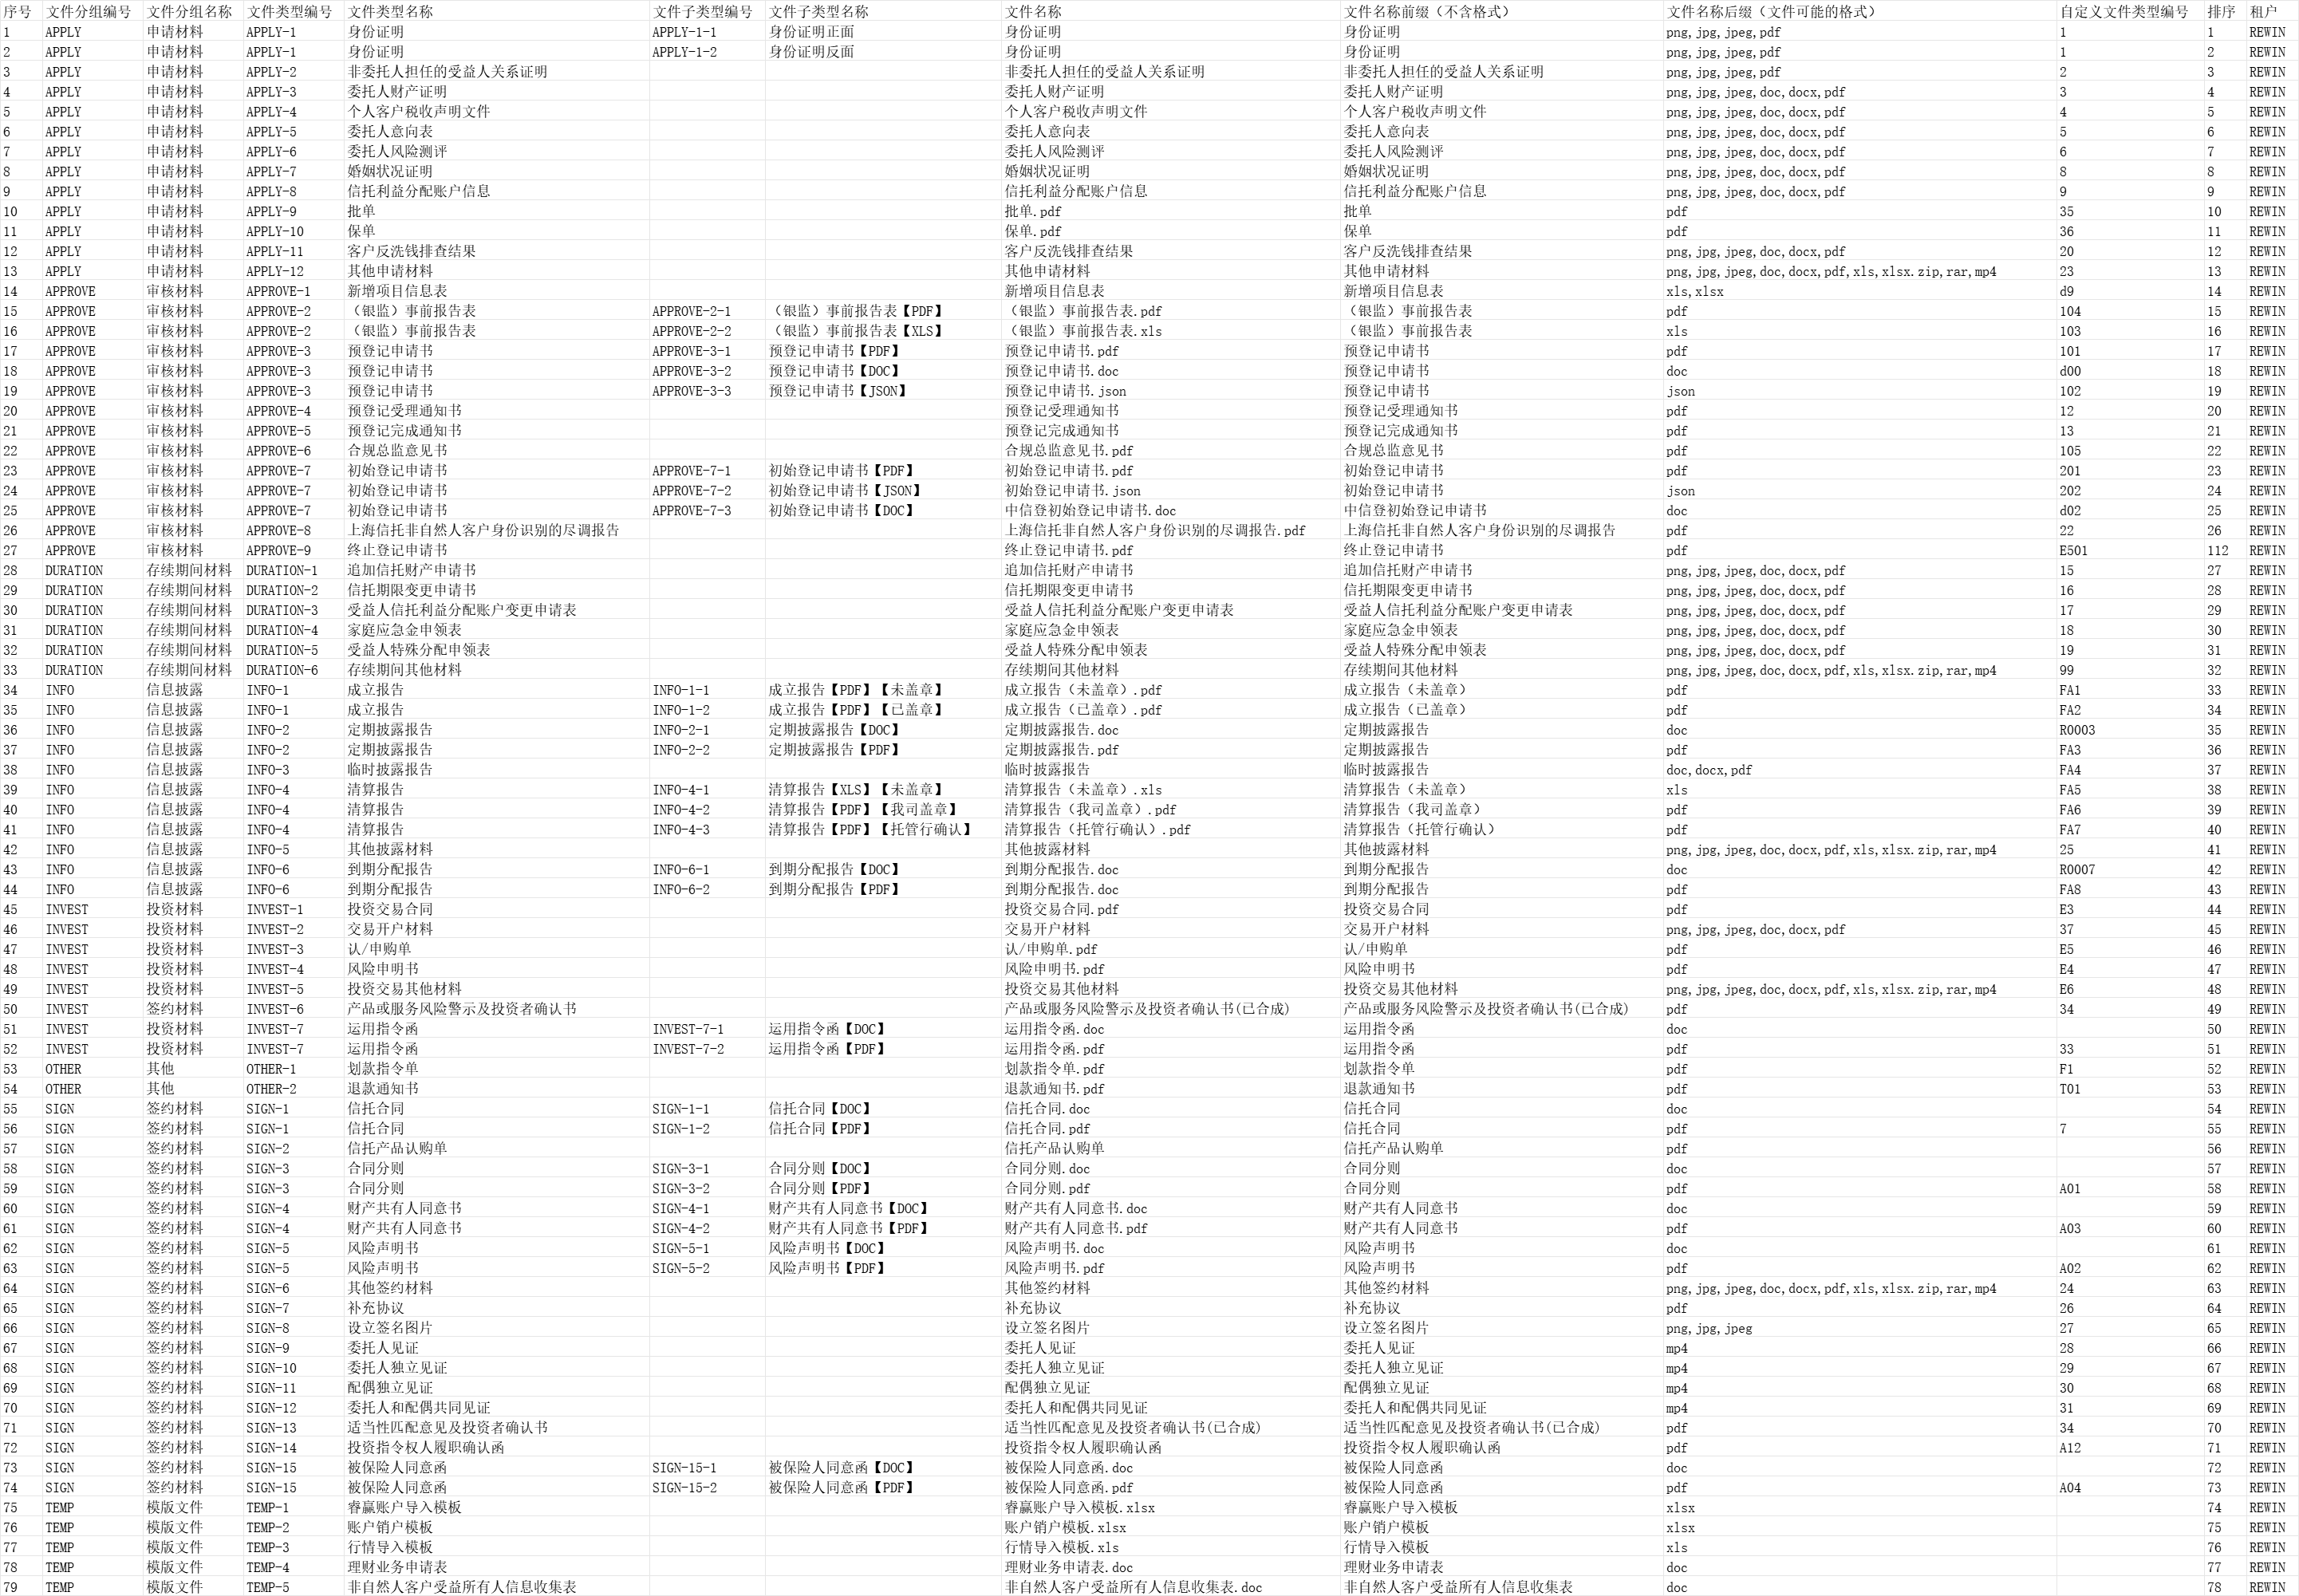 序号 文件分组编号 文件分组名称 文件类型编号 文件类型名称 文件子类型编号 文件子类型名称 文件名称 文件名称前缀（不含格式） 文件名称后缀（文件可能的格式） 自定义文件类型编号 排序 租户
1 APPLY 申请材料 APPLY-1 身份证明 APPLY-1-1 身份证明正面 身份证明 身份证明 png,jpg,jpeg,pdf 1 1 REWIN
2 APPLY 申请材料 APPLY-1 身份证明 APPLY-1-2 身份证明反面 身份证明 身份证明 png,jpg,jpeg,pdf 1 2 REWIN
3 APPLY 申请材料 APPLY-2 非委托人担任的受益人关系证明 非委托人担任的受益人关系证明 非委托人担任的受益人关系证明 png,jpg,jpeg,pdf 2 3 REWIN
4 APPLY 申请材料 APPLY-3 委托人财产证明 委托人财产证明 委托人财产证明 png,jpg,jpeg,doc,docx,pdf 3 4 REWIN
5 APPLY 申请材料 APPLY-4 个人客户税收声明文件 个人客户税收声明文件 个人客户税收声明文件 png,jpg,jpeg,doc,docx,pdf 4 5 REWIN
6 APPLY 申请材料 APPLY-5 委托人意向表 委托人意向表 委托人意向表 png,jpg,jpeg,doc,docx,pdf 5 6 REWIN
7 APPLY 申请材料 APPLY-6 委托人风险测评 委托人风险测评 委托人风险测评 png,jpg,jpeg,doc,docx,pdf 6 7 REWIN
8 APPLY 申请材料 APPLY-7 婚姻状况证明 婚姻状况证明 婚姻状况证明 png,jpg,jpeg,doc,docx,pdf 8 8 REWIN
9 APPLY 申请材料 APPLY-8 信托利益分配账户信息 信托利益分配账户信息 信托利益分配账户信息 png,jpg,jpeg,doc,docx,pdf 9 9 REWIN
10 APPLY 申请材料 APPLY-9 批单 批单.pdf 批单 pdf 35 10 REWIN
11 APPLY 申请材料 APPLY-10 保单 保单.pdf 保单 pdf 36 11 REWIN
12 APPLY 申请材料 APPLY-11 客户反洗钱排查结果 客户反洗钱排查结果 客户反洗钱排查结果 png,jpg,jpeg,doc,docx,pdf 20 12 REWIN
13 APPLY 申请材料 APPLY-12 其他申请材料 其他申请材料 其他申请材料 png,jpg,jpeg,doc,docx,pdf,xls,xlsx.zip,rar,mp4 23 13 REWIN
14 APPROVE 审核材料 APPROVE-1 新增项目信息表 新增项目信息表 新增项目信息表 xls,xlsx d9 14 REWIN
15 APPROVE 审核材料 APPROVE-2 （银监）事前报告表 APPROVE-2-1 （银监）事前报告表【PDF】 （银监）事前报告表.pdf （银监）事前报告表 pdf 104 15 REWIN
16 APPROVE 审核材料 APPROVE-2 （银监）事前报告表 APPROVE-2-2 （银监）事前报告表【XLS】 （银监）事前报告表.xls （银监）事前报告表 xls 103 16 REWIN
17 APPROVE 审核材料 APPROVE-3 预登记申请书 APPROVE-3-1 预登记申请书【PDF】 预登记申请书.pdf 预登记申请书 pdf 101 17 REWIN
18 APPROVE 审核材料 APPROVE-3 预登记申请书 APPROVE-3-2 预登记申请书【DOC】 预登记申请书.doc 预登记申请书 doc d00 18 REWIN
19 APPROVE 审核材料 APPROVE-3 预登记申请书 APPROVE-3-3 预登记申请书【JSON】 预登记申请书.json 预登记申请书 json 102 19 REWIN
20 APPROVE 审核材料 APPROVE-4 预登记受理通知书 预登记受理通知书 预登记受理通知书 pdf 12 20 REWIN
21 APPROVE 审核材料 APPROVE-5 预登记完成通知书 预登记完成通知书 预登记完成通知书 pdf 13 21 REWIN
22 APPROVE 审核材料 APPROVE-6 合规总监意见书 合规总监意见书.pdf 合规总监意见书 pdf 105 22 REWIN
23 APPROVE 审核材料 APPROVE-7 初始登记申请书 APPROVE-7-1 初始登记申请书【PDF】 初始登记申请书.pdf 初始登记申请书 pdf 201 23 REWIN
24 APPROVE 审核材料 APPROVE-7 初始登记申请书 APPROVE-7-2 初始登记申请书【JSON】 初始登记申请书.json 初始登记申请书 json 202 24 REWIN
25 APPROVE 审核材料 APPROVE-7 初始登记申请书 APPROVE-7-3 初始登记申请书【DOC】 中信登初始登记申请书.doc 中信登初始登记申请书 doc d02 25 REWIN
26 APPROVE 审核材料 APPROVE-8 上海信托非自然人客户身份识别的尽调报告 上海信托非自然人客户身份识别的尽调报告.pdf 上海信托非自然人客户身份识别的尽调报告 pdf 22 26 REWIN
27 APPROVE 审核材料 APPROVE-9 终止登记申请书 终止登记申请书.pdf 终止登记申请书 pdf E501 112 REWIN
28 DURATION 存续期间材料 DURATION-1 追加信托财产申请书 追加信托财产申请书 追加信托财产申请书 png,jpg,jpeg,doc,docx,pdf 15 27 REWIN
29 DURATION 存续期间材料 DURATION-2 信托期限变更申请书 信托期限变更申请书 信托期限变更申请书 png,jpg,jpeg,doc,docx,pdf 16 28 REWIN
30 DURATION 存续期间材料 DURATION-3 受益人信托利益分配账户变更申请表 受益人信托利益分配账户变更申请表 受益人信托利益分配账户变更申请表 png,jpg,jpeg,doc,docx,pdf 17 29 REWIN
31 DURATION 存续期间材料 DURATION-4 家庭应急金申领表 家庭应急金申领表 家庭应急金申领表 png,jpg,jpeg,doc,docx,pdf 18 30 REWIN
32 DURATION 存续期间材料 DURATION-5 受益人特殊分配申领表 受益人特殊分配申领表 受益人特殊分配申领表 png,jpg,jpeg,doc,docx,pdf 19 31 REWIN
33 DURATION 存续期间材料 DURATION-6 存续期间其他材料 存续期间其他材料 存续期间其他材料 png,jpg,jpeg,doc,docx,pdf,xls,xlsx.zip,rar,mp4 99 32 REWIN
34 INFO 信息披露 INFO-1 成立报告 INFO-1-1 成立报告【PDF】【未盖章】 成立报告（未盖章）.pdf 成立报告（未盖章） pdf FA1 33 REWIN
35 INFO 信息披露 INFO-1 成立报告 INFO-1-2 成立报告【PDF】【已盖章】 成立报告（已盖章）.pdf 成立报告（已盖章） pdf FA2 34 REWIN
36 INFO 信息披露 INFO-2 定期披露报告 INFO-2-1 定期披露报告【DOC】 定期披露报告.doc 定期披露报告 doc R0003 35 REWIN
37 INFO 信息披露 INFO-2 定期披露报告 INFO-2-2 定期披露报告【PDF】 定期披露报告.pdf 定期披露报告 pdf FA3 36 REWIN
38 INFO 信息披露 INFO-3 临时披露报告 临时披露报告 临时披露报告 doc,docx,pdf FA4 37 REWIN
39 INFO 信息披露 INFO-4 清算报告 INFO-4-1 清算报告【XLS】【未盖章】 清算报告（未盖章）.xls 清算报告（未盖章） xls FA5 38 REWIN
40 INFO 信息披露 INFO-4 清算报告 INFO-4-2 清算报告【PDF】【我司盖章】 清算报告（我司盖章）.pdf 清算报告（我司盖章） pdf FA6 39 REWIN
41 INFO 信息披露 INFO-4 清算报告 INFO-4-3 清算报告【PDF】【托管行确认】 清算报告（托管行确认）.pdf 清算报告（托管行确认） pdf FA7 40 REWIN
42 INFO 信息披露 INFO-5 其他披露材料 其他披露材料 其他披露材料 png,jpg,jpeg,doc,docx,pdf,xls,xlsx.zip,rar,mp4 25 41 REWIN
43 INFO 信息披露 INFO-6 到期分配报告 INFO-6-1 到期分配报告【DOC】 到期分配报告.doc 到期分配报告 doc R0007 42 REWIN
44 INFO 信息披露 INFO-6 到期分配报告 INFO-6-2 到期分配报告【PDF】 到期分配报告.doc 到期分配报告 pdf FA8 43 REWIN
45 INVEST 投资材料 INVEST-1 投资交易合同 投资交易合同.pdf 投资交易合同 pdf E3 44 REWIN
46 INVEST 投资材料 INVEST-2 交易开户材料 交易开户材料 交易开户材料 png,jpg,jpeg,doc,docx,pdf 37 45 REWIN
47 INVEST 投资材料 INVEST-3 认/申购单 认/申购单.pdf 认/申购单 pdf E5 46 REWIN
48 INVEST 投资材料 INVEST-4 风险申明书 风险申明书.pdf 风险申明书 pdf E4 47 REWIN
49 INVEST 投资材料 INVEST-5 投资交易其他材料 投资交易其他材料 投资交易其他材料 png,jpg,jpeg,doc,docx,pdf,xls,xlsx.zip,rar,mp4 E6 48 REWIN
50 INVEST 签约材料 INVEST-6 产品或服务风险警示及投资者确认书 产品或服务风险警示及投资者确认书(已合成) 产品或服务风险警示及投资者确认书(已合成) pdf 34 49 REWIN
51 INVEST 投资材料 INVEST-7 运用指令函 INVEST-7-1 运用指令函【DOC】 运用指令函.doc 运用指令函 doc 50 REWIN
52 INVEST 投资材料 INVEST-7 运用指令函 INVEST-7-2 运用指令函【PDF】 运用指令函.pdf 运用指令函 pdf 33 51 REWIN
53 OTHER 其他 OTHER-1 划款指令单 划款指令单.pdf 划款指令单 pdf F1 52 REWIN
54 OTHER 其他 OTHER-2 退款通知书 退款通知书.pdf 退款通知书 pdf T01 53 REWIN
55 SIGN 签约材料 SIGN-1 信托合同 SIGN-1-1 信托合同【DOC】 信托合同.doc 信托合同 doc 54 REWIN
56 SIGN 签约材料 SIGN-1 信托合同 SIGN-1-2 信托合同【PDF】 信托合同.pdf 信托合同 pdf 7 55 REWIN
57 SIGN 签约材料 SIGN-2 信托产品认购单 信托产品认购单 信托产品认购单 pdf 56 REWIN
58 SIGN 签约材料 SIGN-3 合同分则 SIGN-3-1 合同分则【DOC】 合同分则.doc 合同分则 doc 57 REWIN
59 SIGN 签约材料 SIGN-3 合同分则 SIGN-3-2 合同分则【PDF】 合同分则.pdf 合同分则 pdf A01 58 REWIN
60 SIGN 签约材料 SIGN-4 财产共有人同意书 SIGN-4-1 财产共有人同意书【DOC】 财产共有人同意书.doc 财产共有人同意书 doc 59 REWIN
61 SIGN 签约材料 SIGN-4 财产共有人同意书 SIGN-4-2 财产共有人同意书【PDF】 财产共有人同意书.pdf 财产共有人同意书 pdf A03 60 REWIN
62 SIGN 签约材料 SIGN-5 风险声明书 SIGN-5-1 风险声明书【DOC】 风险声明书.doc 风险声明书 doc 61 REWIN
63 SIGN 签约材料 SIGN-5 风险声明书 SIGN-5-2 风险声明书【PDF】 风险声明书.pdf 风险声明书 pdf A02 62 REWIN
64 SIGN 签约材料 SIGN-6 其他签约材料 其他签约材料 其他签约材料 png,jpg,jpeg,doc,docx,pdf,xls,xlsx.zip,rar,mp4 24 63 REWIN
65 SIGN 签约材料 SIGN-7 补充协议 补充协议 补充协议 pdf 26 64 REWIN
66 SIGN 签约材料 SIGN-8 设立签名图片 设立签名图片 设立签名图片 png,jpg,jpeg 27 65 REWIN
67 SIGN 签约材料 SIGN-9 委托人见证 委托人见证 委托人见证 mp4 28 66 REWIN
68 SIGN 签约材料 SIGN-10 委托人独立见证 委托人独立见证 委托人独立见证 mp4 29 67 REWIN
69 SIGN 签约材料 SIGN-11 配偶独立见证 配偶独立见证 配偶独立见证 mp4 30 68 REWIN
70 SIGN 签约材料 SIGN-12 委托人和配偶共同见证 委托人和配偶共同见证 委托人和配偶共同见证 mp4 31 69 REWIN
71 SIGN 签约材料 SIGN-13 适当性匹配意见及投资者确认书 适当性匹配意见及投资者确认书(已合成) 适当性匹配意见及投资者确认书(已合成) pdf 34 70 REWIN
72 SIGN 签约材料 SIGN-14 投资指令权人履职确认函 投资指令权人履职确认函 投资指令权人履职确认函 pdf A12 71 REWIN
73 SIGN 签约材料 SIGN-15 被保险人同意函 SIGN-15-1 被保险人同意函【DOC】 被保险人同意函.doc 被保险人同意函 doc 72 REWIN
74 SIGN 签约材料 SIGN-15 被保险人同意函 SIGN-15-2 被保险人同意函【PDF】 被保险人同意函.pdf 被保险人同意函 pdf A04 73 REWIN
75 TEMP 模版文件 TEMP-1 睿赢账户导入模板 睿赢账户导入模板.xlsx 睿赢账户导入模板 xlsx 74 REWIN
76 TEMP 模版文件 TEMP-2 账户销户模板 账户销户模板.xlsx 账户销户模板 xlsx 75 REWIN
77 TEMP 模版文件 TEMP-3 行情导入模板 行情导入模板.xls 行情导入模板 xls 76 REWIN
78 TEMP 模版文件 TEMP-4 理财业务申请表 理财业务申请表.doc 理财业务申请表 doc 77 REWIN
79 TEMP 模版文件 TEMP-5 非自然人客户受益所有人信息收集表 非自然人客户受益所有人信息收集表.doc 非自然人客户受益所有人信息收集表 doc 78 REWIN